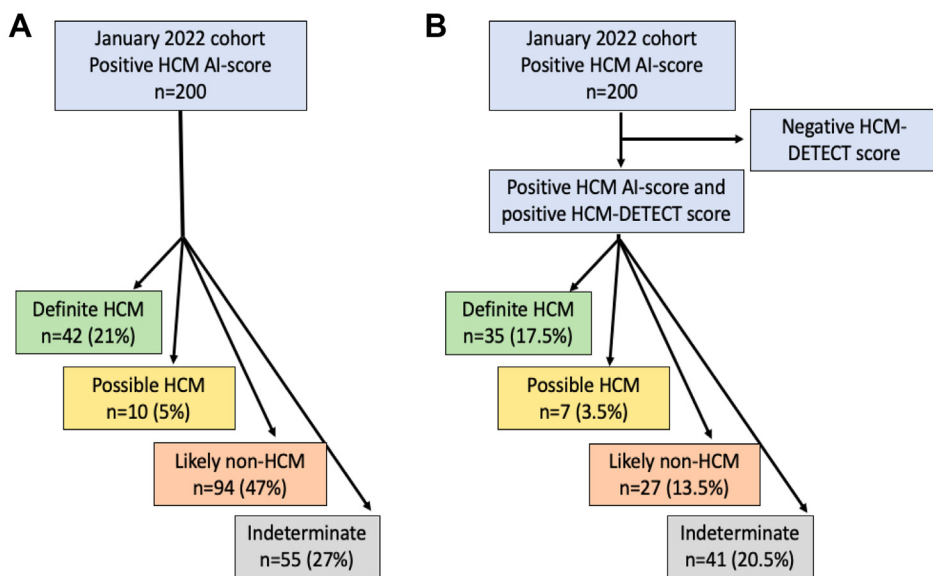 A
January 2022 cohort
Positive HCM AI-score
n=200
Definite HCM
n=42 (21%)
Possible HCM
n=10 (5%)
Likely non-HCM
n=94 (47%)
Indeterminate
n=55 (27%)
B
January 2022 cohort
Positive HCM AI-score
n=200
Negative HCM-
DETECT score
Positive HCM AI-score and
positive HCM-DETECT score
Definite HCM
n=35 (17.5%)
Possible HCM
n=7 (3.5%)
Likely non-HCM
n=27 (13.5%)
Indeterminate
n=41 (20.5%)